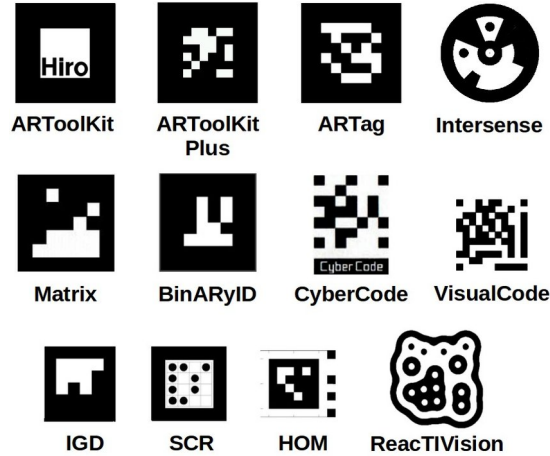 Hiro
ARToolKit
ARToolKit
Plus
ARTag
Intersense
Matrix
BinARyID
CyberCode
CyberCode
VisualCode
IGD
SCR
HOM
ReacTIVision